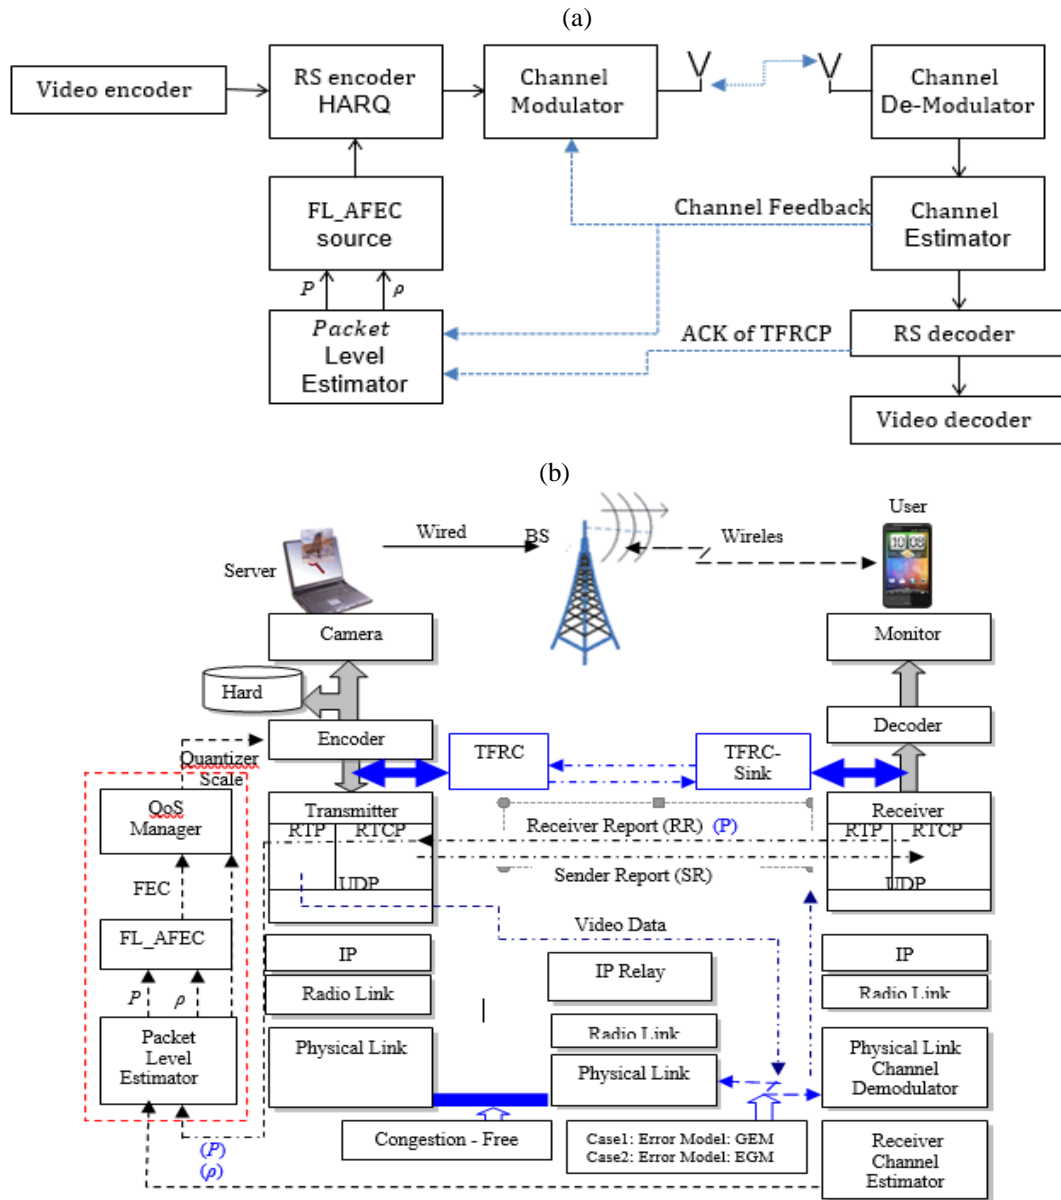 (a)
Video encoder
RS encoder
HARQ
Channel
Modulator
Channel
De-Modulator
FL_AFEC
source
Channel Feedback
Channel
Estimator
P
ρ
Packet
Level
Estimator
ACK of TFRCP
RS decoder
Video decoder
(b)
User
Wired
BS
Wireles
10 08
Server
Camera
Monitor
Hard
Encoder
Decoder
Quantizer
Scale
TFRC
TFRC-
Sink
QoS
Manager
Transmitter
RTP
RTCP
UDP
Receiver Report (RR) (P)
Sender Report (SR)
Receiver
RTP
RTCP
UDP
FEC
Video Data
FL_AFEC
IP
Radio Link
IP Relay
IP
Radio Link
P
ρ
Packet
Level
Estimator
Physical Link
Radio Link
Physical Link
Physical Link
Channel
Demodulator
(P)
(ρ)
Congestion - Free
Case1: Error Model: GEM
Case2: Error Model: EGM
Receiver
Channel
Estimator